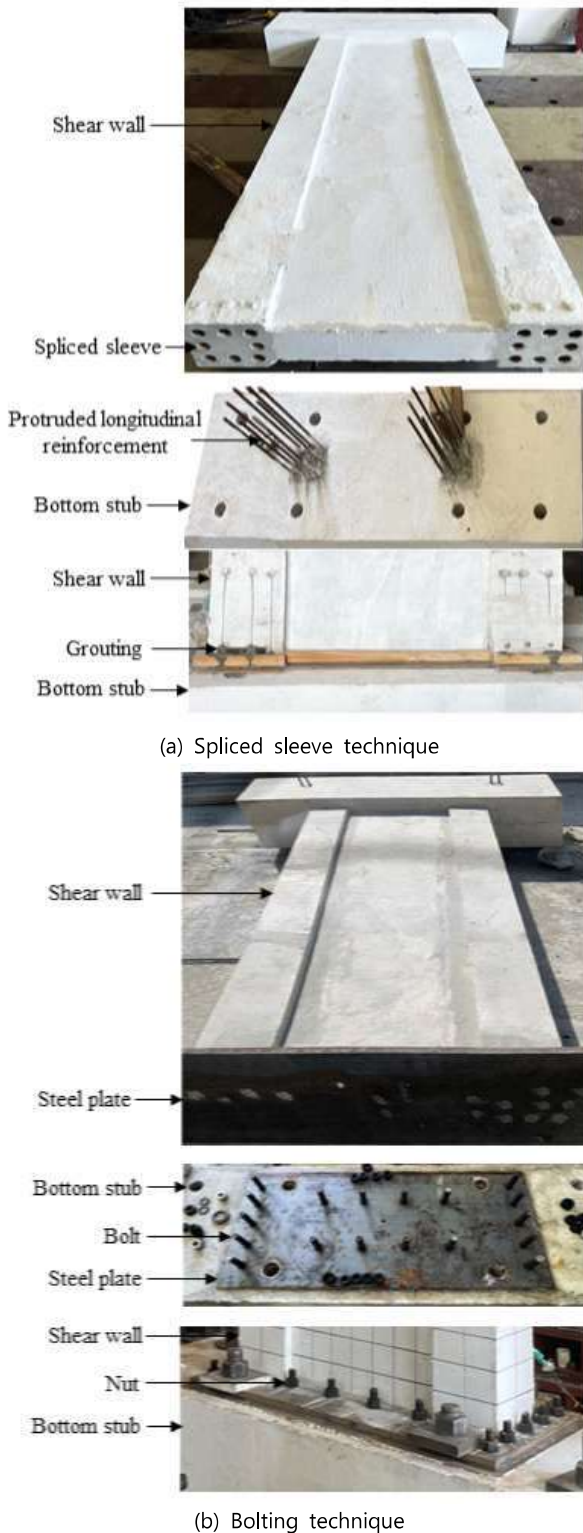 Shear wall
Spliced sleeve
Protruded longitudinal
reinforcement
Bottom stub
Shear wall
Grouting
Bottom stub
(a) Spliced sleeve technique
Shear wall
Steel plate
Bottom stub
Bolt
Steel plate
Shear wall
Nut
Bottom stub
(b) Bolting technique